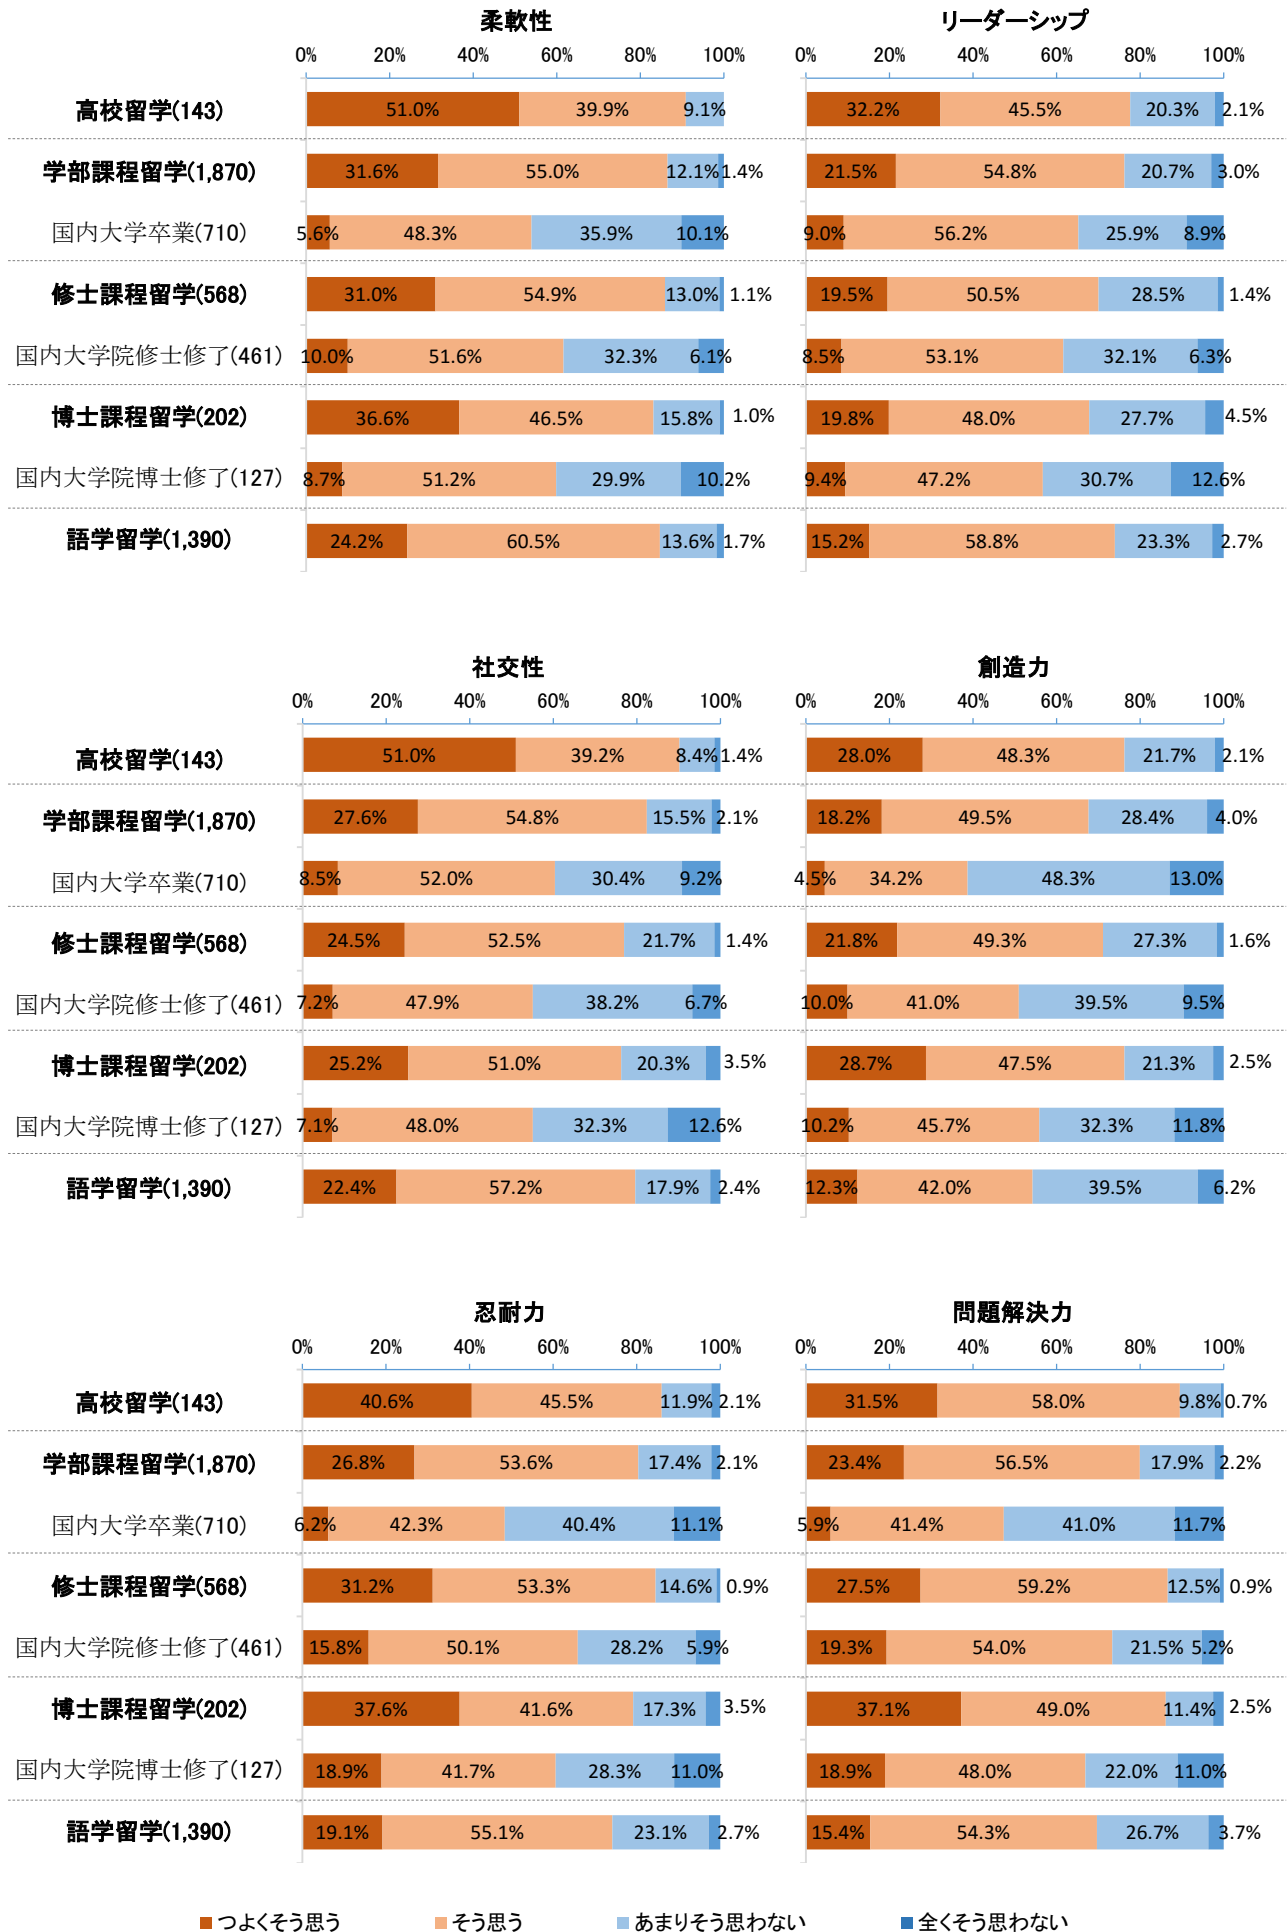 柔軟性 リーダーシップ
0% 20% 40% 60% 80% 100% 0% 20% 40% 60% 80% 100%
高校留学(143) 51.0% 39.9% 9.1% 32.2% 45.5% 20.3% 2.1%
学部課程留学(1,870) 31.6% 55.0% 12.1% 1.4% 21.5% 54.8% 20.7% 3.0%
国内大学卒業(710) 5.6% 48.3% 35.9% 10.1% 9.0% 56.2% 25.9% 8.9%
修士課程留学(568) 31.0% 54.9% 13.0% 1.1% 19.5% 50.5% 28.5% 1.4%
国内大学院修士修了(461) 10.0% 51.6% 32.3% 6.1% 8.5% 53.1% 32.1% 6.3%
博士課程留学(202) 36.6% 46.5% 15.8% 1.0% 19.8% 48.0% 27.7% 4.5%
国内大学院博士修了(127) 8.7% 51.2% 29.9% 10.2% 9.4% 47.2% 30.7% 12.6%
語学留学(1,390) 24.2% 60.5% 13.6% 1.7% 15.2% 58.8% 23.3% 2.7%
社交性 創造力
0% 20% 40% 60% 80% 100% 0% 20% 40% 60% 80% 100%
高校留学(143) 51.0% 39.2% 8.4% 1.4% 28.0% 48.3% 21.7% 2.1%
学部課程留学(1,870) 27.6% 54.8% 15.5% 2.1% 18.2% 49.5% 28.4% 4.0%
国内大学卒業(710) 8.5% 52.0% 30.4% 9.2% 4.5% 34.2% 48.3% 13.0%
修士課程留学(568) 24.5% 52.5% 21.7% 1.4% 21.8% 49.3% 27.3% 1.6%
国内大学院修士修了(461) 7.2% 47.9% 38.2% 6.7% 10.0% 41.0% 39.5% 9.5%
博士課程留学(202) 25.2% 51.0% 20.3% 3.5% 28.7% 47.5% 21.3% 2.5%
国内大学院博士修了(127) 7.1% 48.0% 32.3% 12.6% 10.2% 45.7% 32.3% 11.8%
語学留学(1,390) 22.4% 57.2% 17.9% 2.4% 12.3% 42.0% 39.5% 6.2%
忍耐力 問題解決力
0% 20% 40% 60% 80% 100% 0% 20% 40% 60% 80% 100%
高校留学(143) 40.6% 45.5% 11.9% 2.1% 31.5% 58.0% 9.8% 0.7%
学部課程留学(1,870) 26.8% 53.6% 17.4% 2.1% 23.4% 56.5% 17.9% 2.2%
国内大学卒業(710) 6.2% 42.3% 40.4% 11.1% 5.9% 41.4% 41.0% 11.7%
修士課程留学(568) 31.2% 53.3% 14.6% 0.9% 27.5% 59.2% 12.5% 0.9%
国内大学院修士修了(461) 15.8% 50.1% 28.2% 5.9% 19.3% 54.0% 21.5% 5.2%
博士課程留学(202) 37.6% 41.6% 17.3% 3.5% 37.1% 49.0% 11.4% 2.5%
国内大学院博士修了(127) 18.9% 41.7% 28.3% 11.0% 18.9% 48.0% 22.0% 11.0%
語学留学(1,390) 19.1% 55.1% 23.1% 2.7% 15.4% 54.3% 26.7% 3.7%
つよくそう思う そう思う あまりそう思わない 全くそう思わない